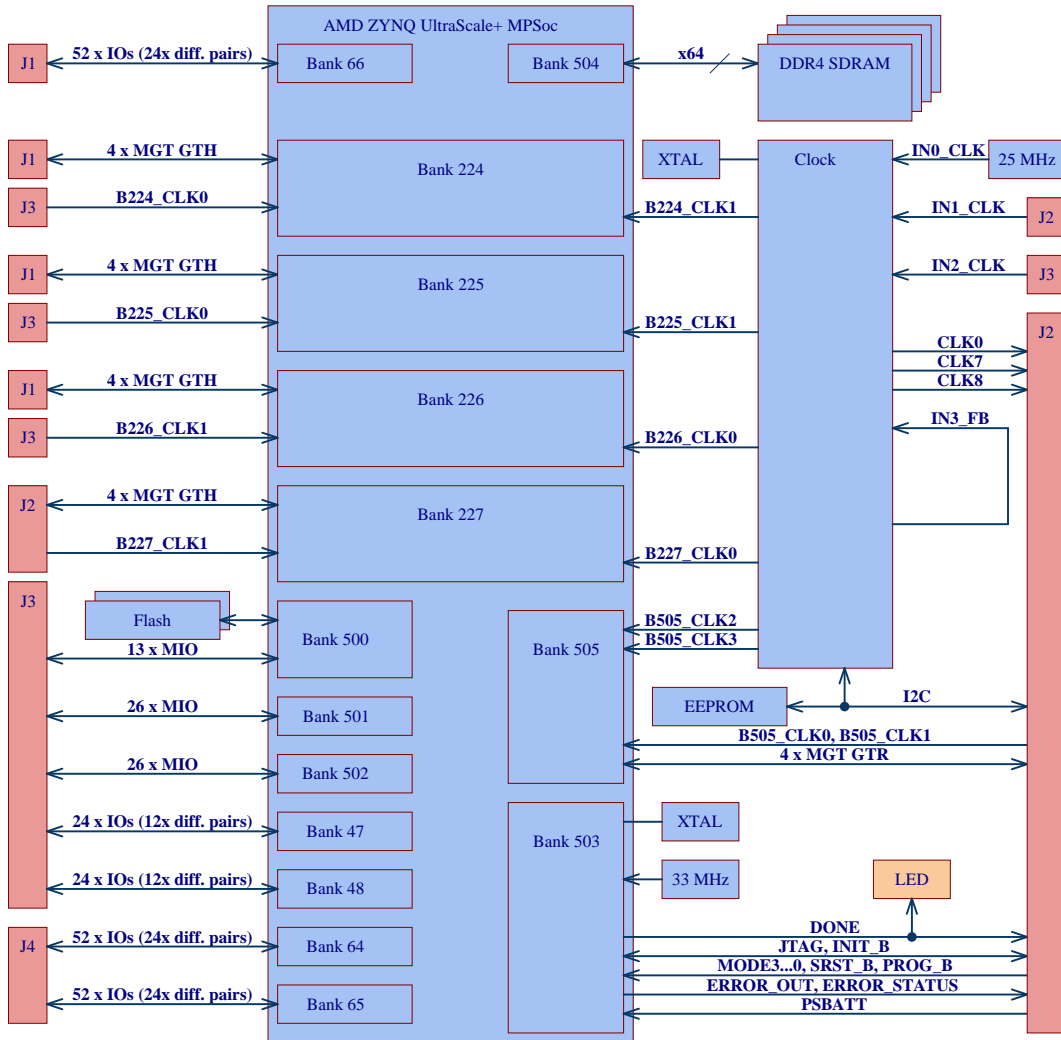 AMD ZYNQ UltraScale+ MPSoc
J1
52 x IOs (24x diff. pairs)
Bank 66
Bank 504
x64
DDR4 SDRAM
J1
4 x MGT GTH
Bank 224
XTAL
Clock
IN0_CLK
25 MHz
J3
B224_CLK0
B224_CLK1
IN1_CLK
J2
J1
4 x MGT GTH
Bank 225
IN2_CLK
J3
J3
B225_CLK0
B225_CLK1
J2
CLK0
CLK7
CLK8
J1
4 x MGT GTH
Bank 226
J3
B226_CLK1
B226_CLK0
IN3_FB
J2
4 x MGT GTH
Bank 227
B227_CLK1
B227_CLK0
J3
Flash
Bank 500
13 x MIO
Bank 505
B505_CLK2
B505_CLK3
26 x MIO
Bank 501
EEPROM
I2C
B505_CLK0, B505_CLK1
4 x MGT GTR
26 x MIO
Bank 502
24 x IOs (12x diff. pairs)
Bank 47
Bank 503
XTAL
24 x IOs (12x diff. pairs)
Bank 48
33 MHz
LED
J4
52 x IOs (24x diff. pairs)
Bank 64
DONE
JTAG, INIT_B
MODE3...0, SRST_B, PROG_B
ERROR_OUT, ERROR_STATUS
52 x IOs (24x diff. pairs)
Bank 65
PSBATT